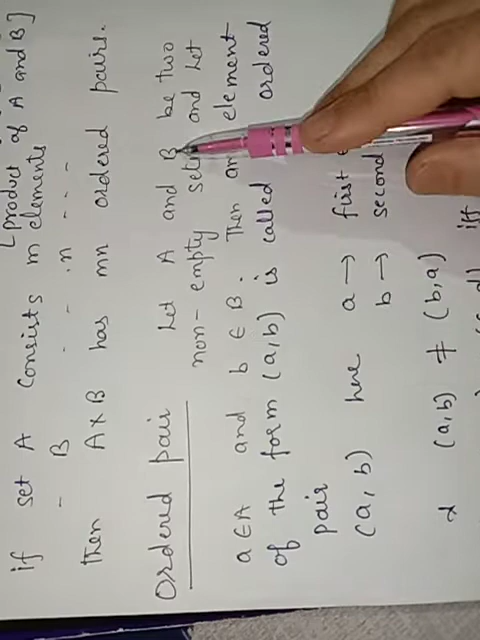 [product of A and B]
if set A consists m elements
- B - - n - - -
then A×B has mn ordered pairs.
Ordered pair Let A and B be two
non-empty sets and let
a ∈ A and b ∈ B. Then an element
of the form (a,b) is called ordered
pair
(a, b) here a → first
b → second
(a,b) ≠ (b,a)
iff